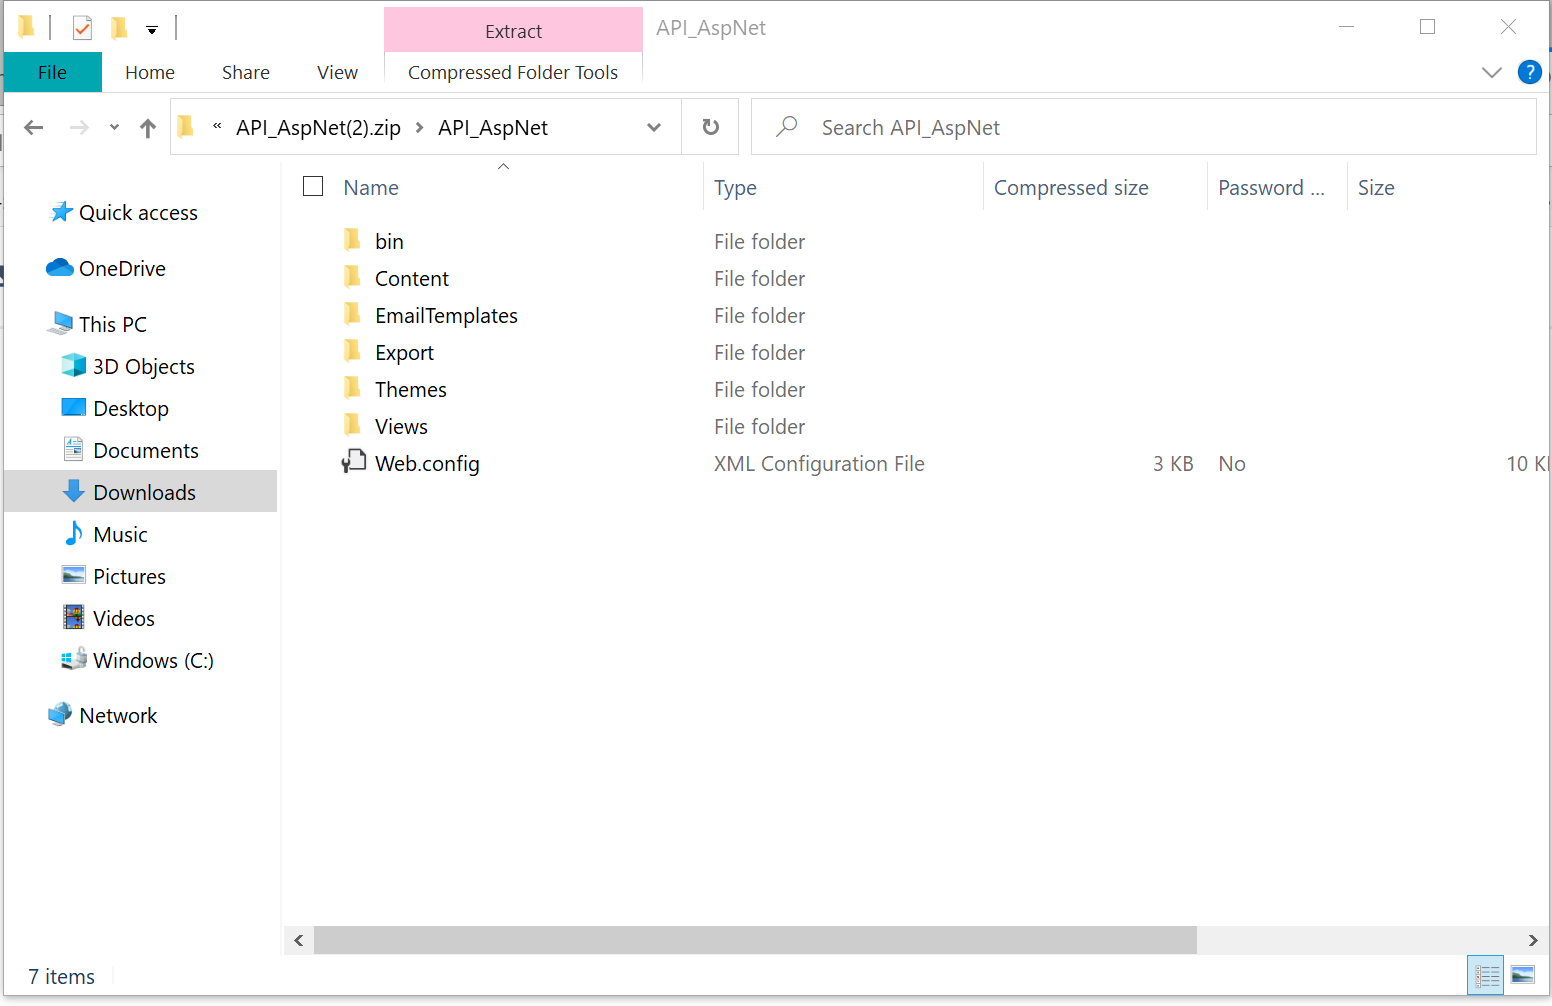 Extract
API_AspNet
File
Home
Share
View
Compressed Folder Tools
?
« API_AspNet(2).zip > API_AspNet
Search API_AspNet
Name
Type
Compressed size
Password ...
Size
Quick access
OneDrive
This PC
3D Objects
Desktop
Documents
Downloads
Music
Pictures
Videos
Windows (C:)
Network
bin File folder
Content File folder
EmailTemplates File folder
Export File folder
Themes File folder
Views File folder
Web.config XML Configuration File 3 KB No 10
7 items